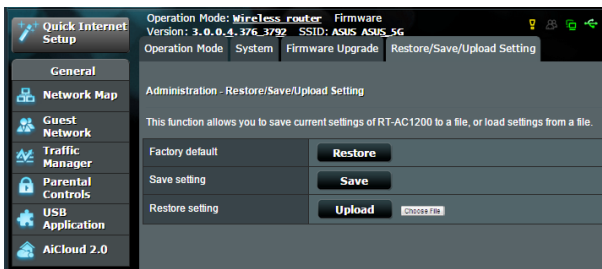 Quick Internet
Setup
Operation Mode: Wireless router Firmware
Version: 3.0.0.4.376_3792 SSID: ASUS ASUS_5G
Operation Mode System Firmware Upgrade Restore/Save/Upload Setting
General
Network Map
Guest
Network
Traffic
Manager
Parental
Controls
USB
Application
AiCloud 2.0
Administration - Restore/Save/Upload Setting
This function allows you to save current settings of RT-AC1200 to a file, or load settings from a file.
Factory default Restore
Save setting Save
Restore setting Upload Choose File